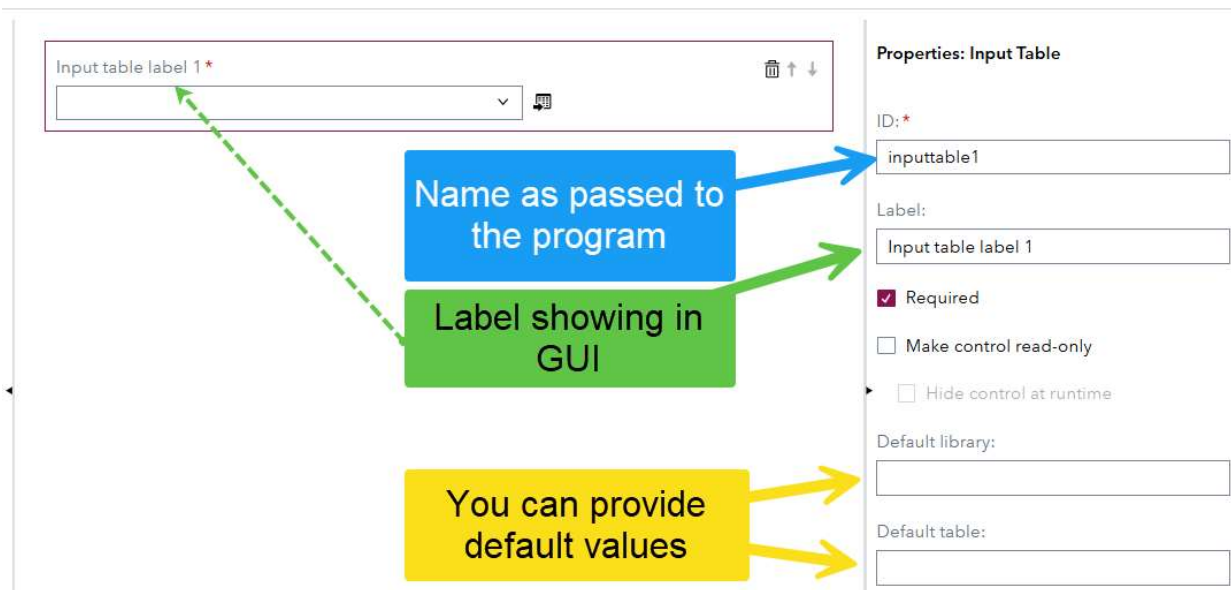 Input table label 1 *
Name as passed to
the program
Label showing in
GUI
You can provide
default values
Properties: Input Table
ID: *
inputtable1
Label:
Input table label 1
Required
Make control read-only
Hide control at runtime
Default library:
Default table: